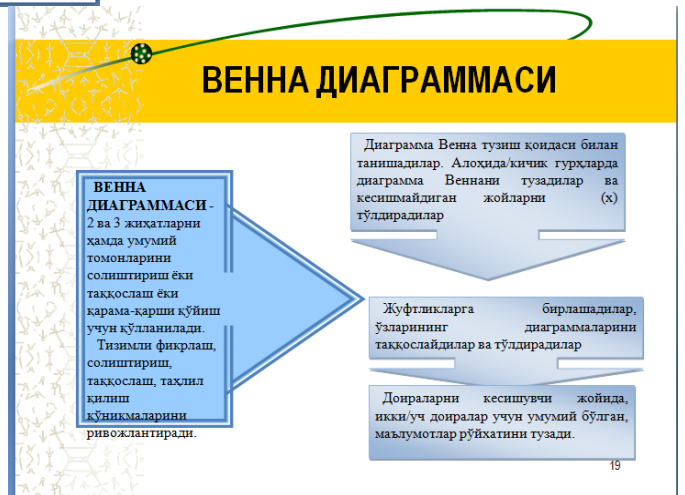 ВЕННА ДИАГРАММАСИ
ВЕННА
ДИАГРАММАСИ -
2 ва 3 жиҳатларни
ҳамда умумий
томонларини
солиштириш ёки
таққослаш ёки
қарама-қарши қўйиш
учун қўлланилади.
Тизимли фикрлаш,
солиштириш,
таққослаш, таҳлил
қилиш
кўникмаларини
ривожлантиради.
Диаграмма Венна тузиш қоидаси билан
танишадилар. Алоҳида/кичик гурҳларда
диаграмма Веннани тузадилар ва
кесишмайдиган жойларни (х)
тўлдирадилар
Жуфтликларга бирлашадилар,
ўзларининг диаграммаларини
таққослайдилар ва тўлдирадилар
Доираларни кесишувчи жойида,
икки/уч доиралар учун умумий бўлган,
маълумотлар рўйхатини тузади.
19